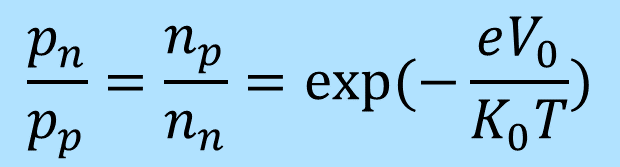 p_n/p_p = n_p/n_n = exp(−eV_0/K_0T)